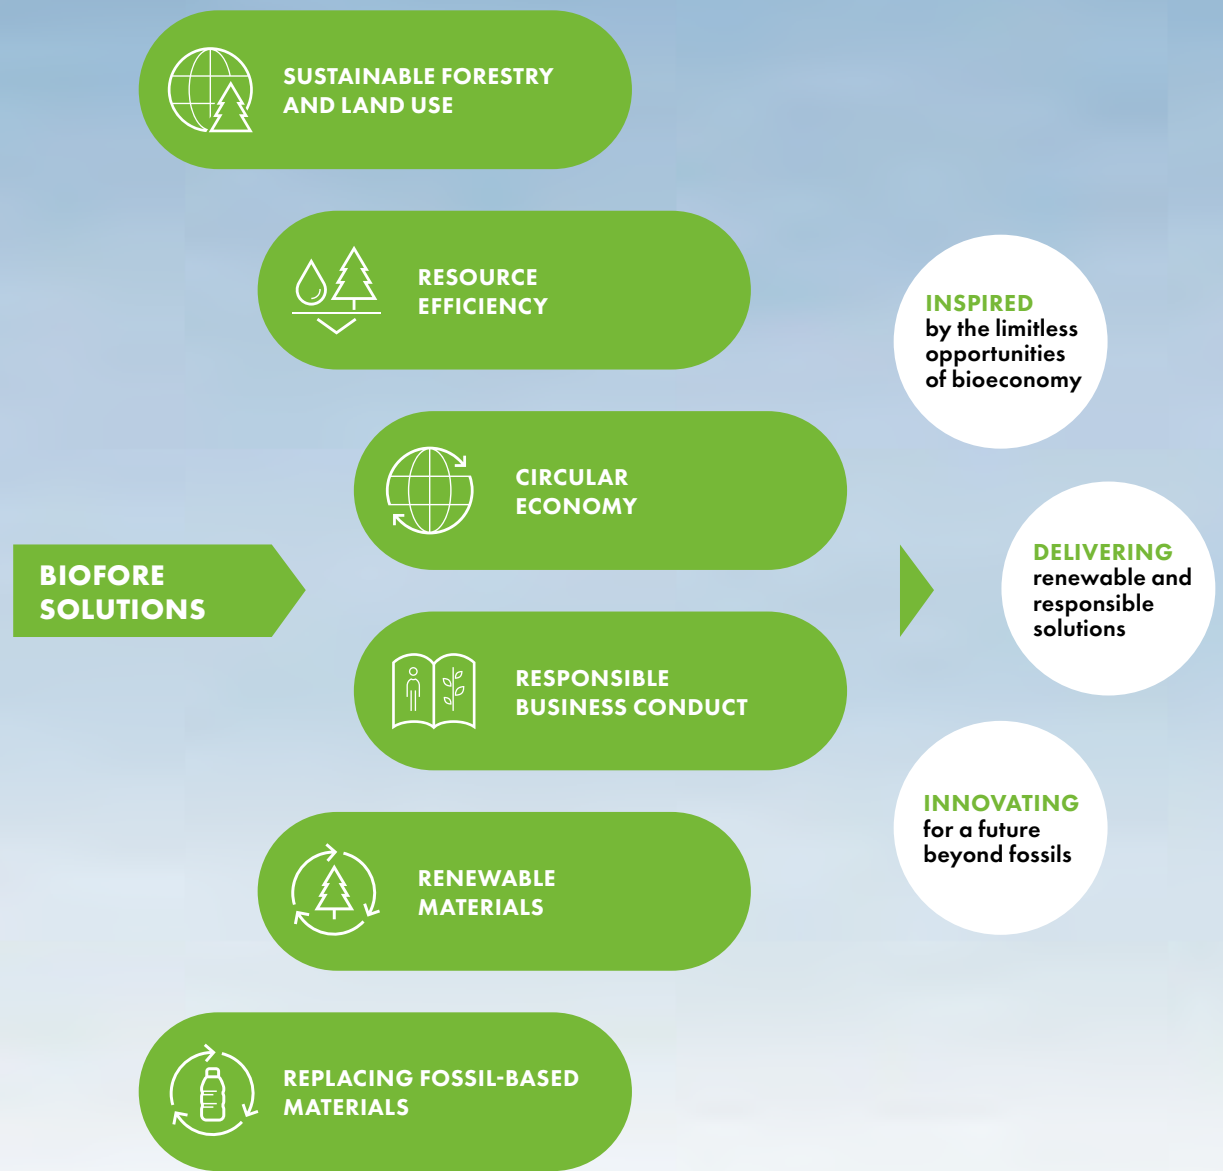 SUSTAINABLE FORESTRY
AND LAND USE
RESOURCE
EFFICIENCY
CIRCULAR
ECONOMY
BIOFORE
SOLUTIONS
RESPONSIBLE
BUSINESS CONDUCT
RENEWABLE
MATERIALS
REPLACING FOSSIL-BASED
MATERIALS
INSPIRED
by the limitless
opportunities
of bioeconomy
DELIVERING
renewable and
responsible
solutions
INNOVATING
for a future
beyond fossils